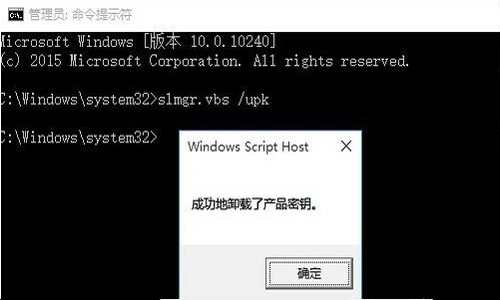 管理员: 命令提示符
Microsoft Windows [版本 10.0.10240]
(c) 2015 Microsoft Corporation. All rights reserved.
C:\Windows\system32>slmgr.vbs /upk
C:\Windows\system32>
Windows Script Host
成功地卸载了产品密钥。
确定